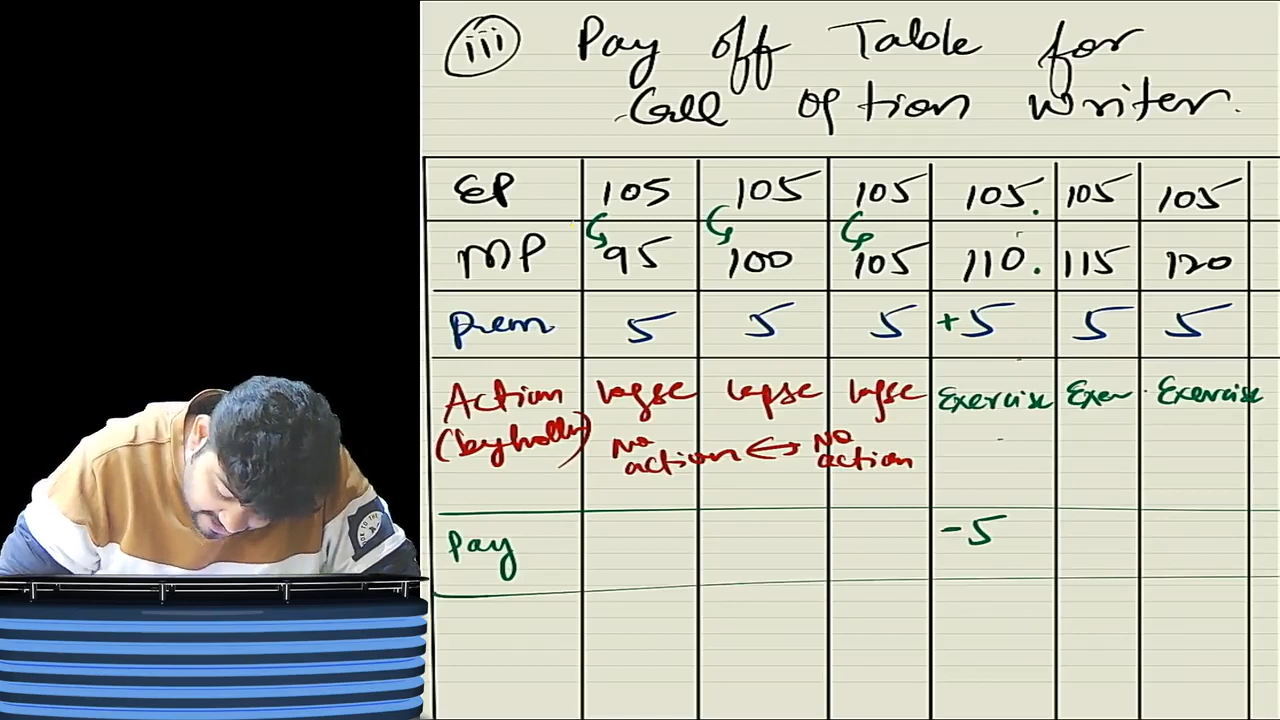 iii Pay off Table for
Call option writer.
EP 105 105 105 105. 105 105
MP 95 100 105 110. 115 120
prem 5 5 5 +5 5 5
Action lapse lapse lapse Exercise Exer. Exercise
No action <-> No action
Pay -5